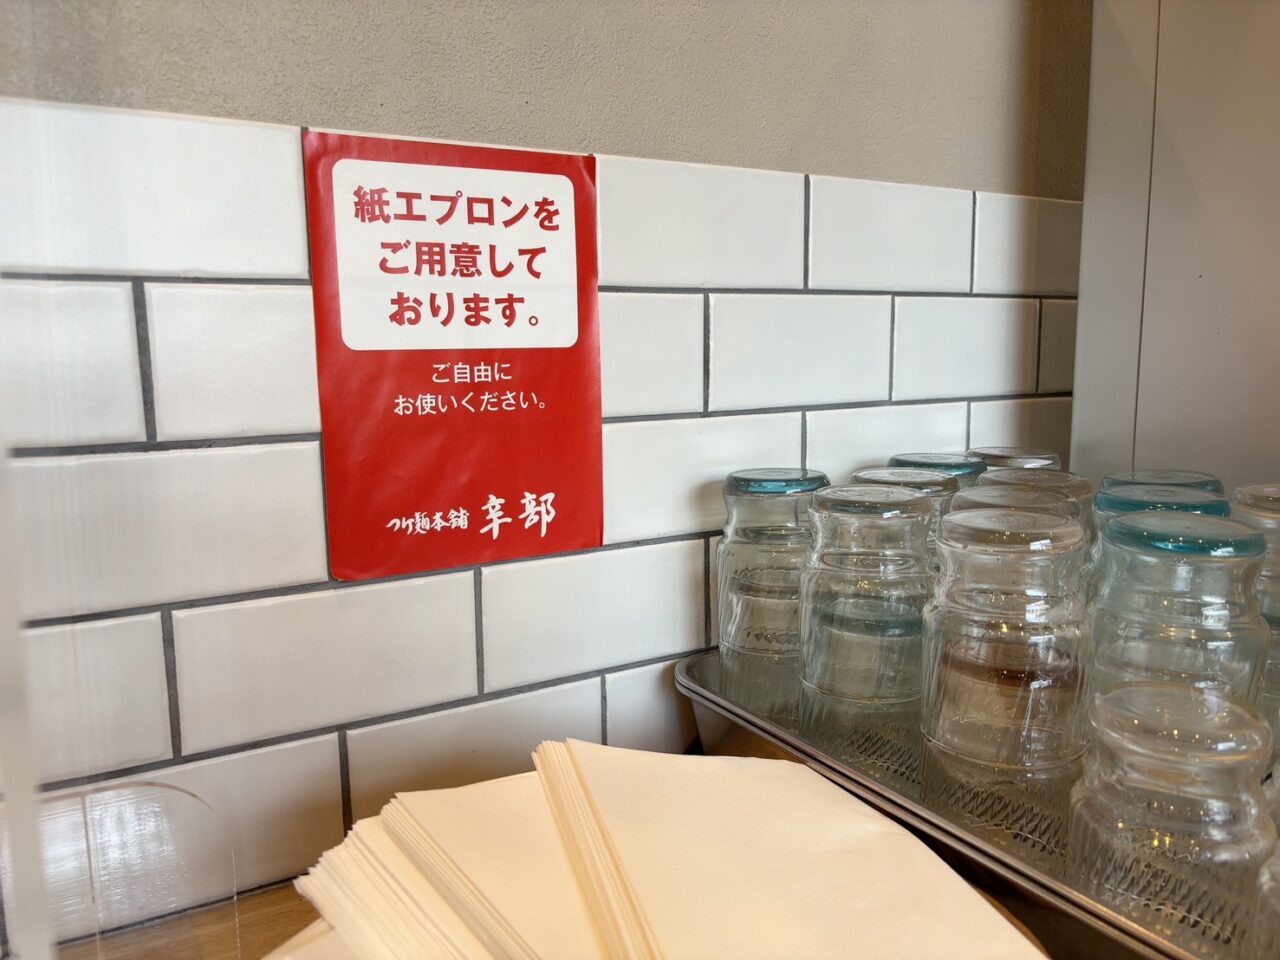 紙エプロンを
ご用意して
おります。
ご自由に
お使いください。
つけ麺本舗 辛部